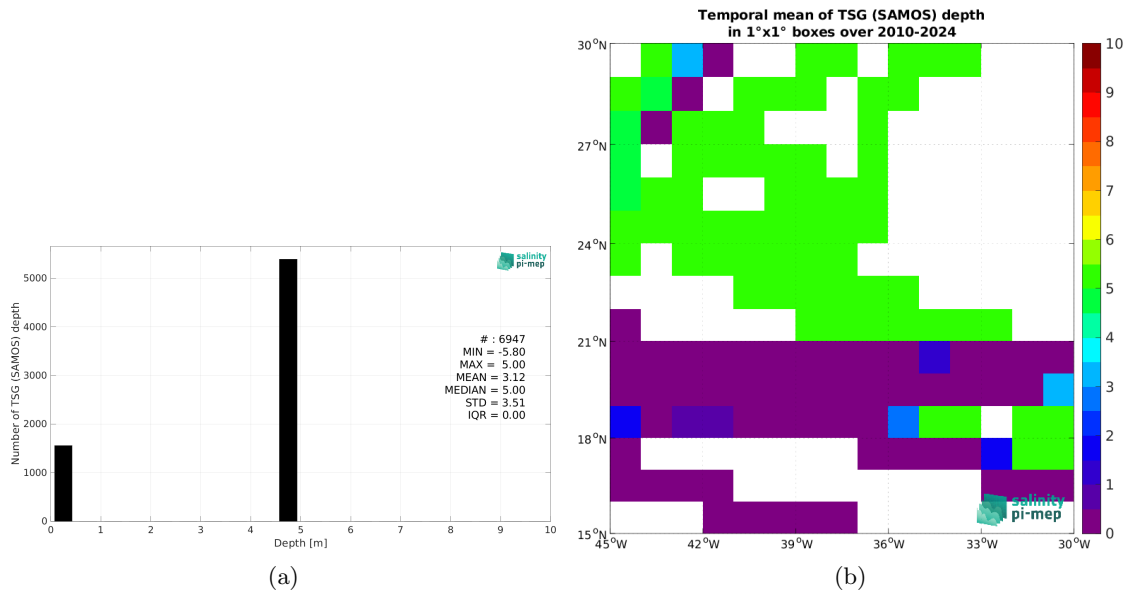 salinity
pi-mep
Number of TSG (SAMOS) depth
5000
4000
3000
2000
1000
0
# : 6947
MIN = -5.80
MAX = 5.00
MEAN = 3.12
MEDIAN = 5.00
STD = 3.51
IQR = 0.00
0 1 2 3 4 5 6 7 8 9 10
Depth [m]
(a)
Temporal mean of TSG (SAMOS) depth
in 1°x1° boxes over 2010-2024
30°N
27°N
24°N
21°N
18°N
15°N
45°W 42°W 39°W 36°W 33°W 30°W
salinity
pi-mep
10
9
8
7
6
5
4
3
2
1
0
(b)